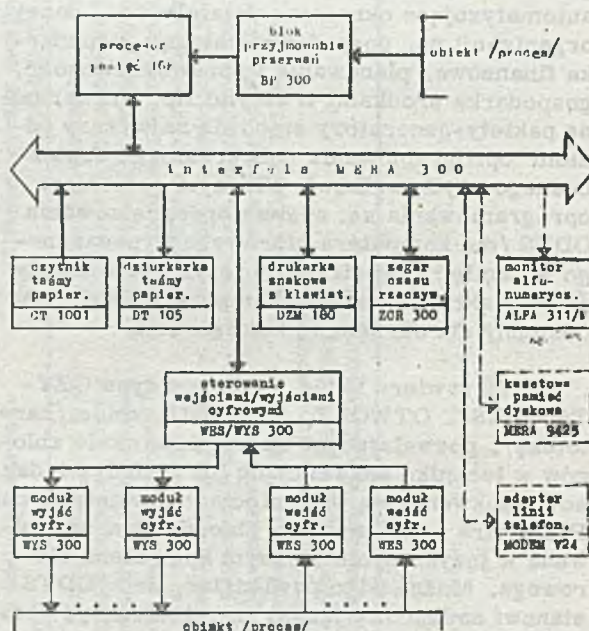 procesor
pamięć 16k
blok
przyjmowania
przerwań
BP 300
obiekt /proces/
interfejs MERA 300
czytnik
taśmy
papier.
CT 1001
dziurkarka
taśmy
papier.
DT 105
drukarka
znakowa
z klawiat.
DZM 180
zegar
czasu
rzeczyw.
ZCR 300
monitor
alfa-
numerycz.
ALFA 311/
sterowanie
wejściami/wyjściami
cyfrowymi
WES/WYS 300
kasetowa
pamięć
dyskowa
MERA 9425
moduł
wyjść
cyfr.
WYS 300
moduł
wyjść
cyfr.
WYS 300
moduł
wejść
cyfr.
WES 300
moduł
wejść
cyfr.
WES 300
adapter
linii
telefon.
MODEM V24
obiekt /proces/